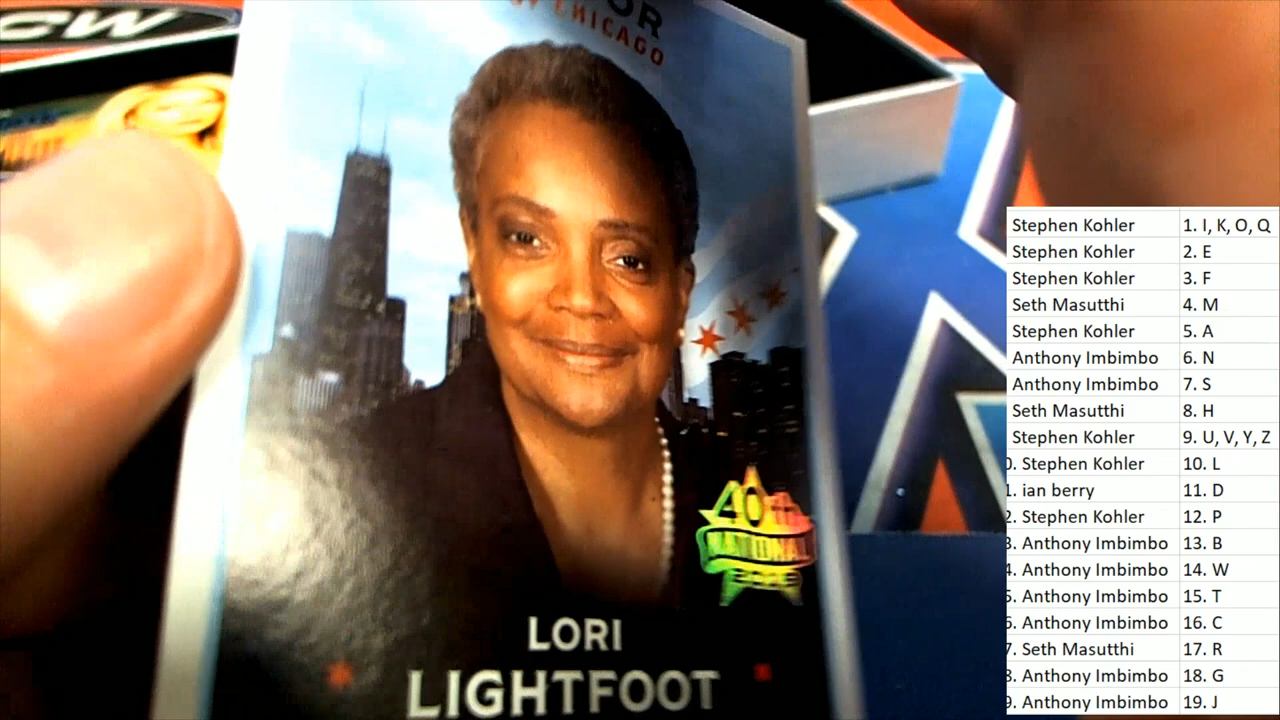 CW
OR
OF CHICAGO
40th
NATIONAL
LORI
LIGHTFOOT
Stephen Kohler 1. I, K, O, Q
Stephen Kohler 2. E
Stephen Kohler 3. F
Seth Masutthi 4. M
Stephen Kohler 5. A
Anthony Imbimbo 6. N
Anthony Imbimbo 7. S
Seth Masutthi 8. H
Stephen Kohler 9. U, V, Y, Z
0. Stephen Kohler 10. L
1. ian berry 11. D
2. Stephen Kohler 12. P
3. Anthony Imbimbo 13. B
4. Anthony Imbimbo 14. W
5. Anthony Imbimbo 15. T
6. Anthony Imbimbo 16. C
7. Seth Masutthi 17. R
8. Anthony Imbimbo 18. G
9. Anthony Imbimbo 19. J